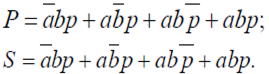 P = a̅bp + ab̅p + abp̅ + abp;
S = a̅bp + ab̅p + abp̅ + abp.